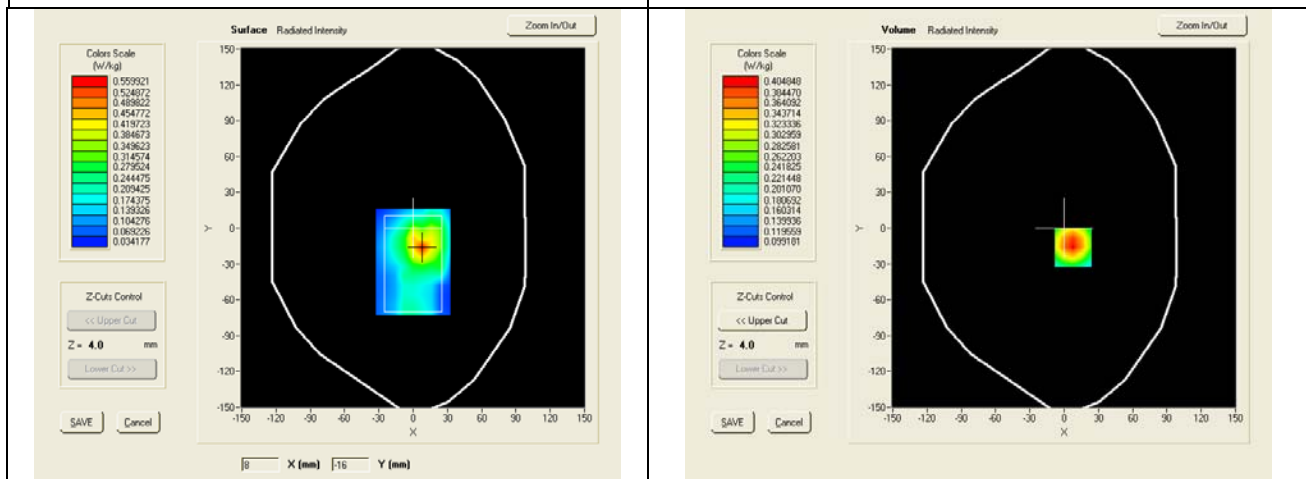 Surface Radiated Intensity
Zoom In/Out
Colors Scale
(W/kg)
0.559921
0.524872
0.489822
0.454772
0.419723
0.384673
0.349623
0.314574
0.279524
0.244475
0.209425
0.174375
0.139326
0.104276
0.069226
0.034177
Z-Cuts Control
<< Upper Cut
Z = 4.0 mm
Lower Cut >>
SAVE Cancel
150
120
90
60
30
0
-30
-60
-90
-120
-150
Y
-150 -120 -90 -60 -30 0 30 60 90 120 150
X
8 X (mm) -16 Y (mm)
Volume Radiated Intensity
Zoom In/Out
Colors Scale
(W/kg)
0.404848
0.384470
0.364092
0.343714
0.323336
0.302959
0.282581
0.262203
0.241825
0.221448
0.201070
0.180692
0.160314
0.139936
0.119559
0.099181
Z-Cuts Control
<< Upper Cut
Z = 4.0 mm
Lower Cut >>
SAVE Cancel
150
120
90
60
30
0
-30
-60
-90
-120
-150
Y
-150 -120 -90 -60 -30 0 30 60 90 120 150
X